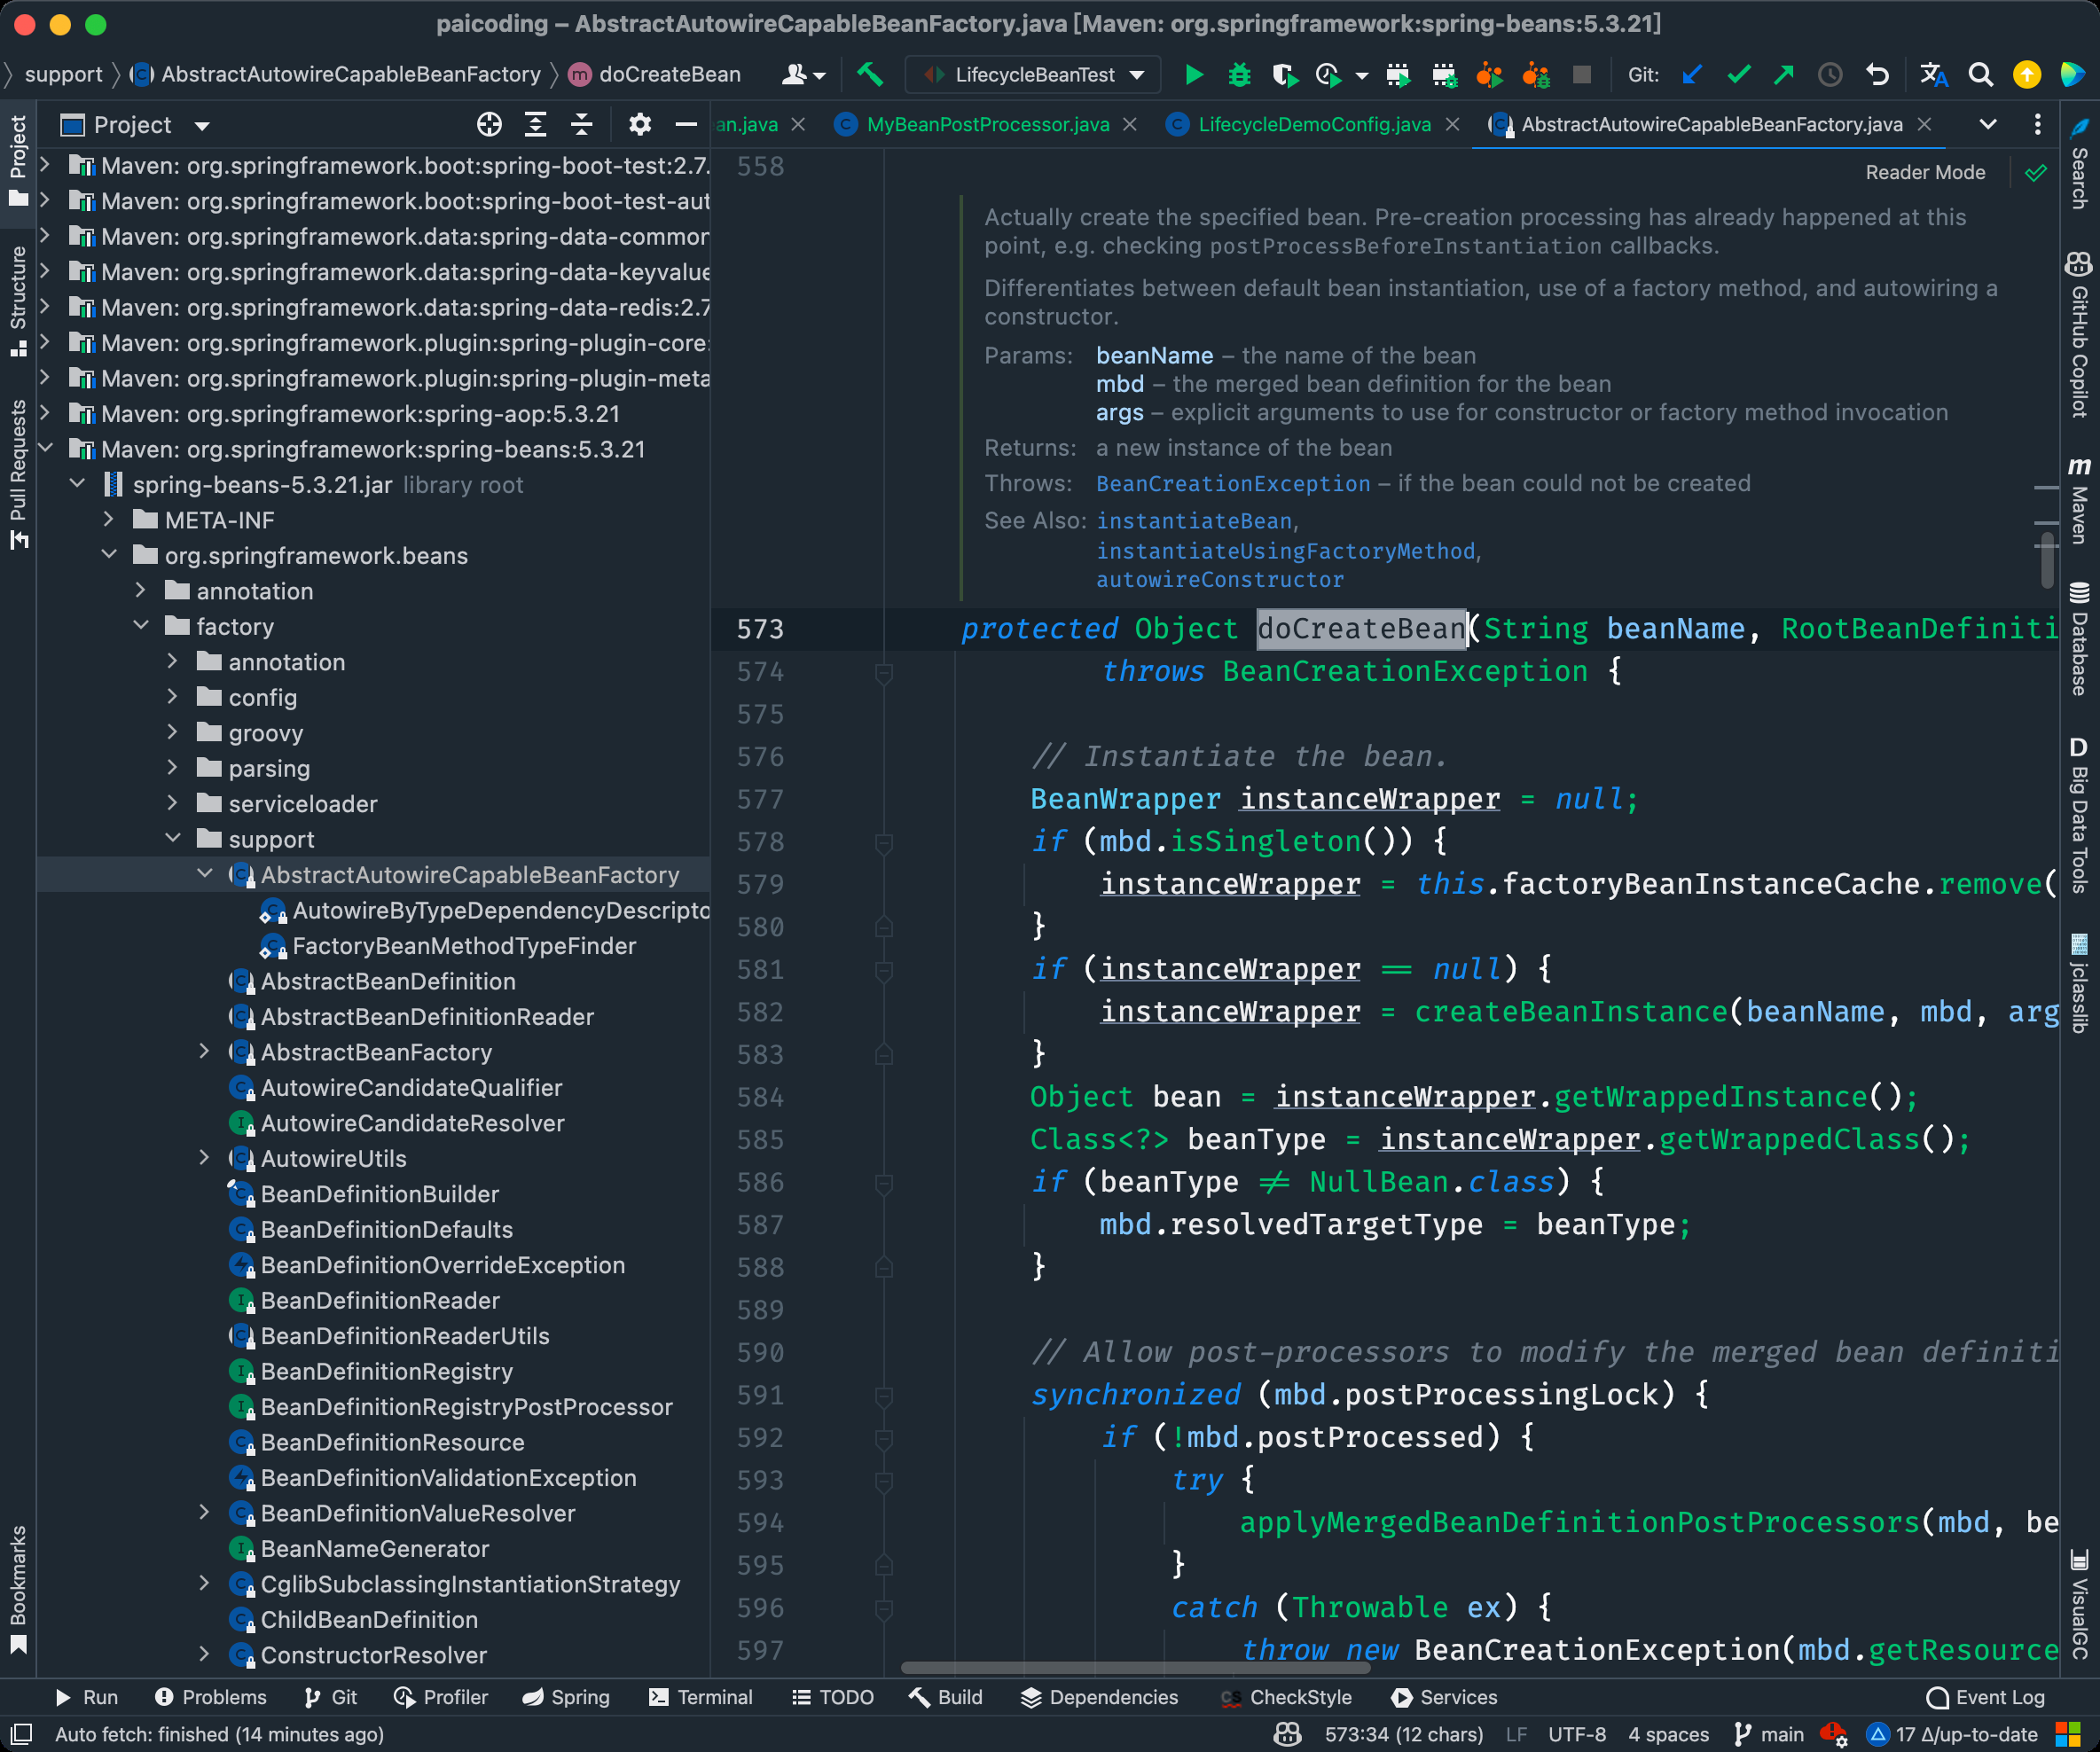 paicoding – AbstractAutowireCapableBeanFactory.java [Maven: org.springframework:spring-beans:5.3.21]
support AbstractAutowireCapableBeanFactory m doCreateBean LifecycleBeanTest Git:
Project an.java MyBeanPostProcessor.java LifecycleDemoConfig.java AbstractAutowireCapableBeanFactory.java
Project
Structure
Pull Requests
Bookmarks
Maven: org.springframework.boot:spring-boot-test:2.7.
Maven: org.springframework.boot:spring-boot-test-aut
Maven: org.springframework.data:spring-data-common
Maven: org.springframework.data:spring-data-keyvalue
Maven: org.springframework.data:spring-data-redis:2.7
Maven: org.springframework.plugin:spring-plugin-core:
Maven: org.springframework.plugin:spring-plugin-meta
Maven: org.springframework:spring-aop:5.3.21
Maven: org.springframework:spring-beans:5.3.21
spring-beans-5.3.21.jar library root
META-INF
org.springframework.beans
annotation
factory
annotation
config
groovy
parsing
serviceloader
support
AbstractAutowireCapableBeanFactory
AutowireByTypeDependencyDescripto
FactoryBeanMethodTypeFinder
AbstractBeanDefinition
AbstractBeanDefinitionReader
AbstractBeanFactory
AutowireCandidateQualifier
AutowireCandidateResolver
AutowireUtils
BeanDefinitionBuilder
BeanDefinitionDefaults
BeanDefinitionOverrideException
BeanDefinitionReader
BeanDefinitionReaderUtils
BeanDefinitionRegistry
BeanDefinitionRegistryPostProcessor
BeanDefinitionResource
BeanDefinitionValidationException
BeanDefinitionValueResolver
BeanNameGenerator
CglibSubclassingInstantiationStrategy
ChildBeanDefinition
ConstructorResolver
558
Reader Mode
Actually create the specified bean. Pre-creation processing has already happened at this
point, e.g. checking postProcessBeforeInstantiation callbacks.
Differentiates between default bean instantiation, use of a factory method, and autowiring a
constructor.
Params: beanName – the name of the bean
mbd – the merged bean definition for the bean
args – explicit arguments to use for constructor or factory method invocation
Returns: a new instance of the bean
Throws: BeanCreationException – if the bean could not be created
See Also: instantiateBean,
instantiateUsingFactoryMethod,
autowireConstructor
573 protected Object doCreateBean(String beanName, RootBeanDefiniti
574 throws BeanCreationException {
575
576 // Instantiate the bean.
577 BeanWrapper instanceWrapper = null;
578 if (mbd.isSingleton()) {
579 instanceWrapper = this.factoryBeanInstanceCache.remove(
580 }
581 if (instanceWrapper == null) {
582 instanceWrapper = createBeanInstance(beanName, mbd, arg
583 }
584 Object bean = instanceWrapper.getWrappedInstance();
585 Class<?> beanType = instanceWrapper.getWrappedClass();
586 if (beanType != NullBean.class) {
587 mbd.resolvedTargetType = beanType;
588 }
589
590 // Allow post-processors to modify the merged bean definiti
591 synchronized (mbd.postProcessingLock) {
592 if (!mbd.postProcessed) {
593 try {
594 applyMergedBeanDefinitionPostProcessors(mbd, be
595 }
596 catch (Throwable ex) {
597 throw new BeanCreationException(mbd.getResource
Search
GitHub Copilot
m Maven
Database
D Big Data Tools
jclasslib
VisualGC
Run Problems Git Profiler Spring Terminal TODO Build Dependencies CheckStyle Services Event Log
Auto fetch: finished (14 minutes ago) 573:34 (12 chars) LF UTF-8 4 spaces main 17 Δ/up-to-date